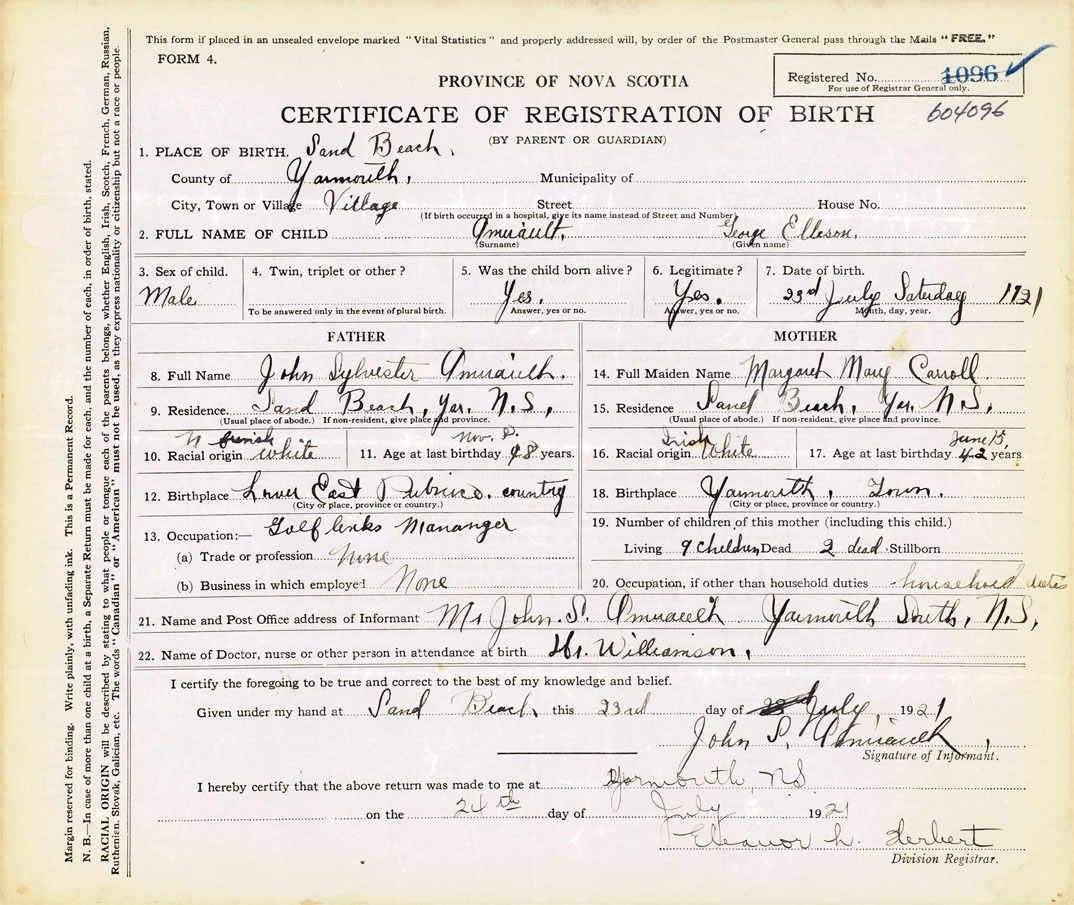 This form if placed in an unsealed envelope marked "Vital Statistics" and properly addressed will, by order of the Postmaster General pass through the Mails "FREE."
FORM 4.
PROVINCE OF NOVA SCOTIA
Registered No. 1096
For use of Registrar General only.
CERTIFICATE OF REGISTRATION OF BIRTH
604096
(BY PARENT OR GUARDIAN)
1. PLACE OF BIRTH. Sand Beach,
County of Yarmouth, Municipality of
City, Town or Village Village Street House No.
(If birth occurred in a hospital, give its name instead of Street and Number)
2. FULL NAME OF CHILD Amirault, George Elleson.
(Surname) (Given name)
3. Sex of child. 4. Twin, triplet or other? 5. Was the child born alive? 6. Legitimate? 7. Date of birth.
Male Yes. Yes. 23rd July Saterday 1921
To be answered only in the event of plural birth. Answer, yes or no. Answer, yes or no. Month, day, year.
FATHER
8. Full Name John Sylvester Amirault.
9. Residence. Sand Beach, Yar. N.S,
(Usual place of abode.) If non-resident, give place and province.
french Nov. 8.
10. Racial origin white 11. Age at last birthday 48 years.
12. Birthplace Lower East Pubnico. country
(City or place, province or country.)
13. Occupation:— Golf links Mananger
(a) Trade or profession None
(b) Business in which employed None
MOTHER
14. Full Maiden Name Margaret Mary Carroll
15. Residence Sand Beach, Yar. N.S,
(Usual place of abode.) If non-resident, give place and province.
Irish June 15,
16. Racial origin White 17. Age at last birthday 42 years
18. Birthplace Yarmouth, Town.
(City or place, province or country.)
19. Number of children of this mother (including this child.)
Living 9 Children Dead 2 dead Stillborn
20. Occupation, if other than household duties household duties
21. Name and Post Office address of Informant Mr John. S. Amirault Yarmouth South, N.S,
22. Name of Doctor, nurse or other person in attendance at birth Williamson,
I certify the foregoing to be true and correct to the best of my knowledge and belief.
Given under my hand at Sand Beach, this 23rd day of July, 1921
John S. Amirault,
Signature of Informant.
I hereby certify that the above return was made to me at Yarmouth, NS
on the 24th day of July 1921
Eleanor h. Herbert
Division Registrar.
Margin reserved for binding. Write plainly, with unfading ink. This is a Permanent Record.
N. B.—In case of more than one child at a birth, a Separate Return must be made for each, and the number of each, in order of birth, stated.
RACIAL ORIGIN will be described by stating to what people or tongue each of the parents belongs, whether English, Irish, Scotch, French, German, Russian,
Ruthenien, Slovak, Galician, etc. The words "Canadian" or "American" must not be used, as they express nationality or citizenship but not a race or people.